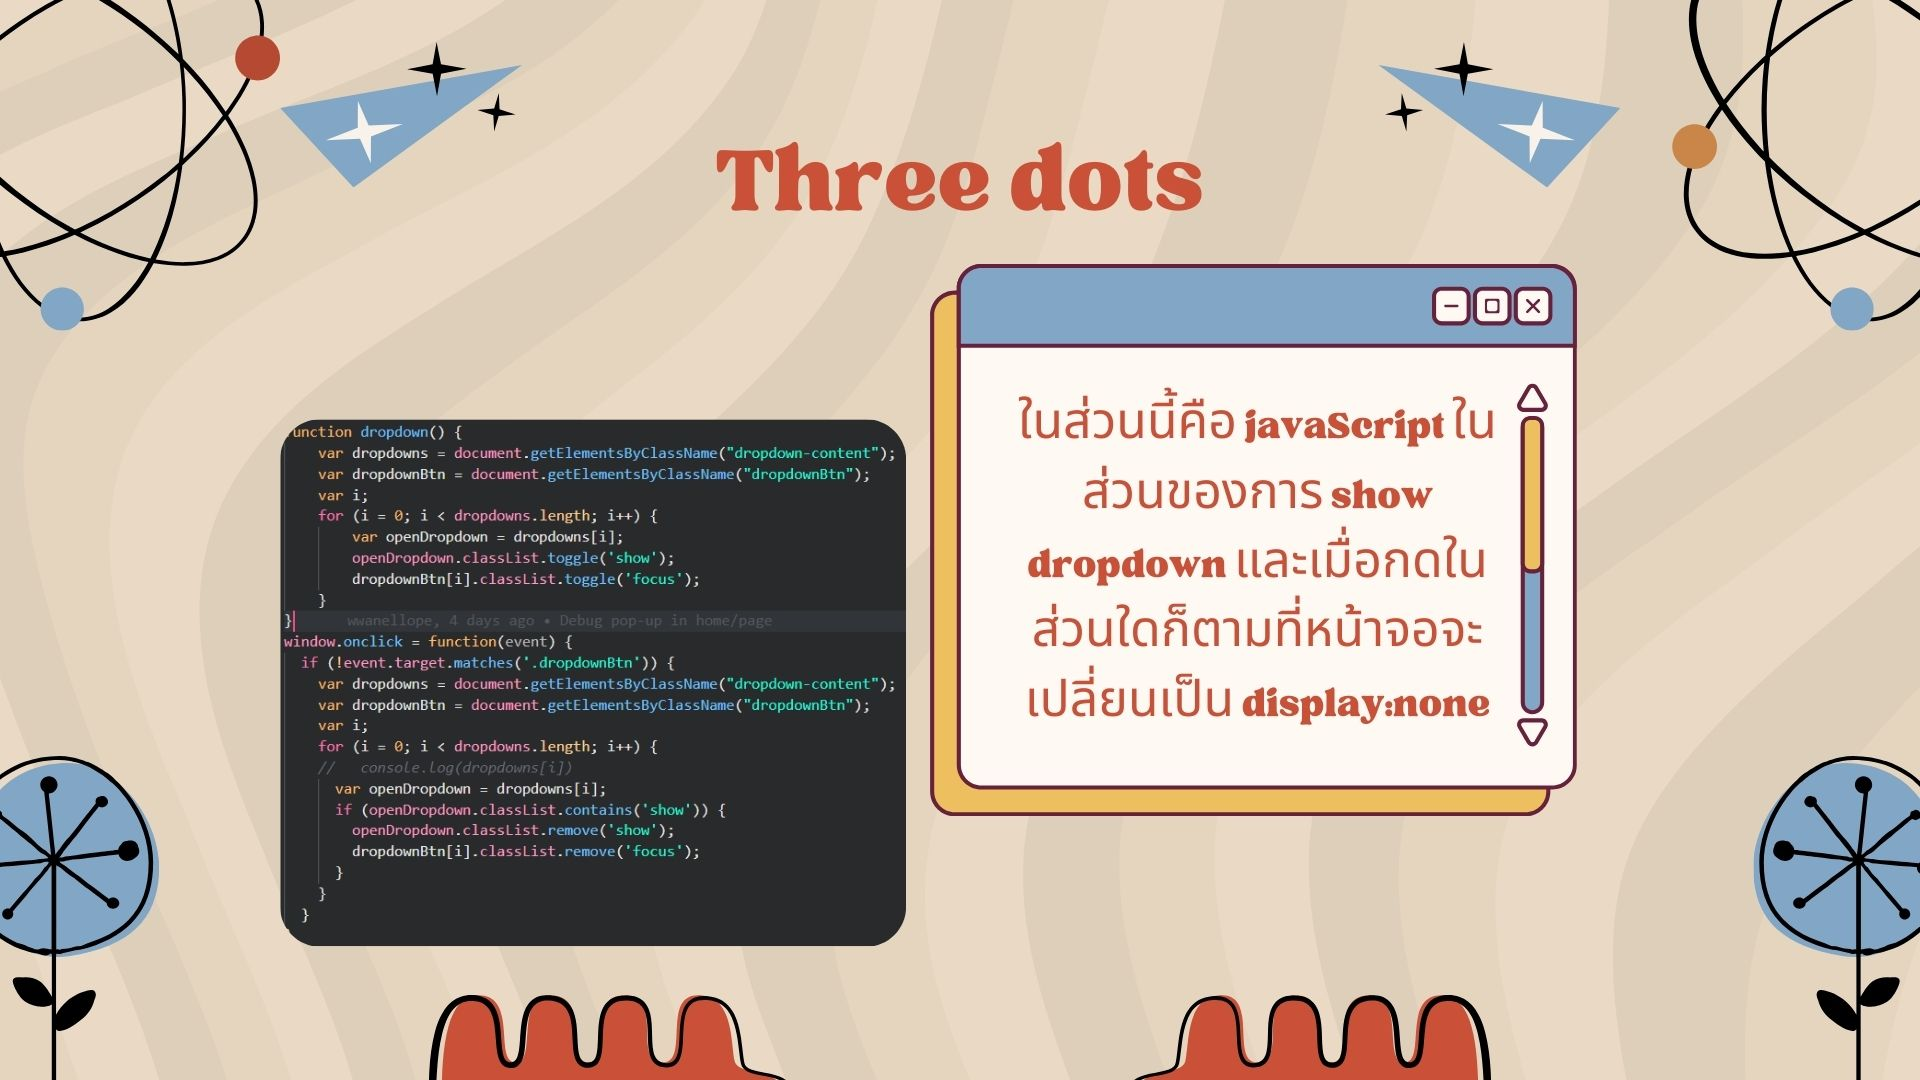 Three dots
unction dropdown() {
var dropdowns = document.getElementsByClassName("dropdown-content");
var dropdownBtn = document.getElementsByClassName("dropdownBtn");
var i;
for (i = 0; i < dropdowns.length; i++) {
var openDropdown = dropdowns[i];
openDropdown.classList.toggle('show');
dropdownBtn[i].classList.toggle('focus');
}
} wwanellope, 4 days ago • Debug pop-up in home/page
window.onclick = function(event) {
if (!event.target.matches('.dropdownBtn')) {
var dropdowns = document.getElementsByClassName("dropdown-content");
var dropdownBtn = document.getElementsByClassName("dropdownBtn");
var i;
for (i = 0; i < dropdowns.length; i++) {
// console.log(dropdowns[i])
var openDropdown = dropdowns[i];
if (openDropdown.classList.contains('show')) {
openDropdown.classList.remove('show');
dropdownBtn[i].classList.remove('focus');
}
}
}
ในส่วนนี้คือ javaScript ใน
ส่วนของการ show
dropdown และเมื่อกดใน
ส่วนใดก็ตามที่หน้าจอจะ
เปลี่ยนเป็น display:none